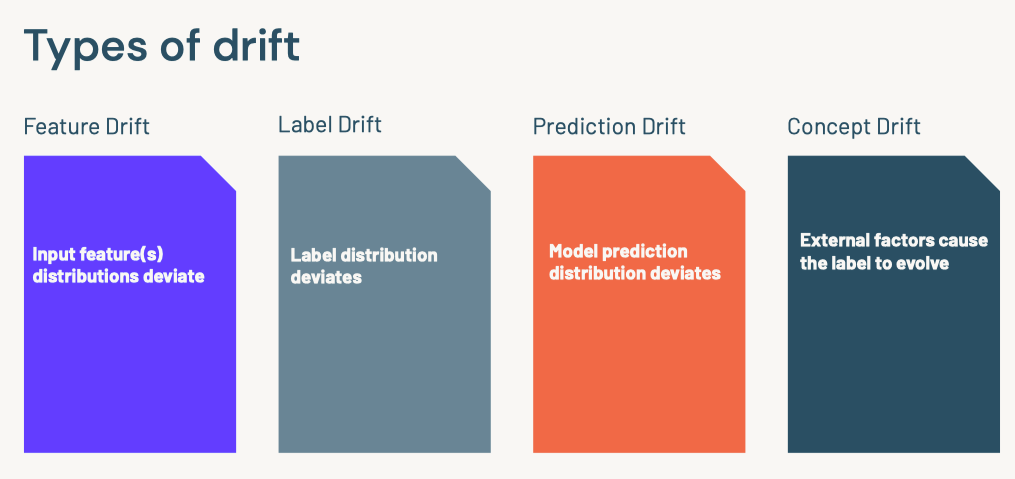 Types of drift
Feature Drift
Input feature(s)
distributions deviate
Label Drift
Label distribution
deviates
Prediction Drift
Model prediction
distribution deviates
Concept Drift
External factors cause
the label to evolve